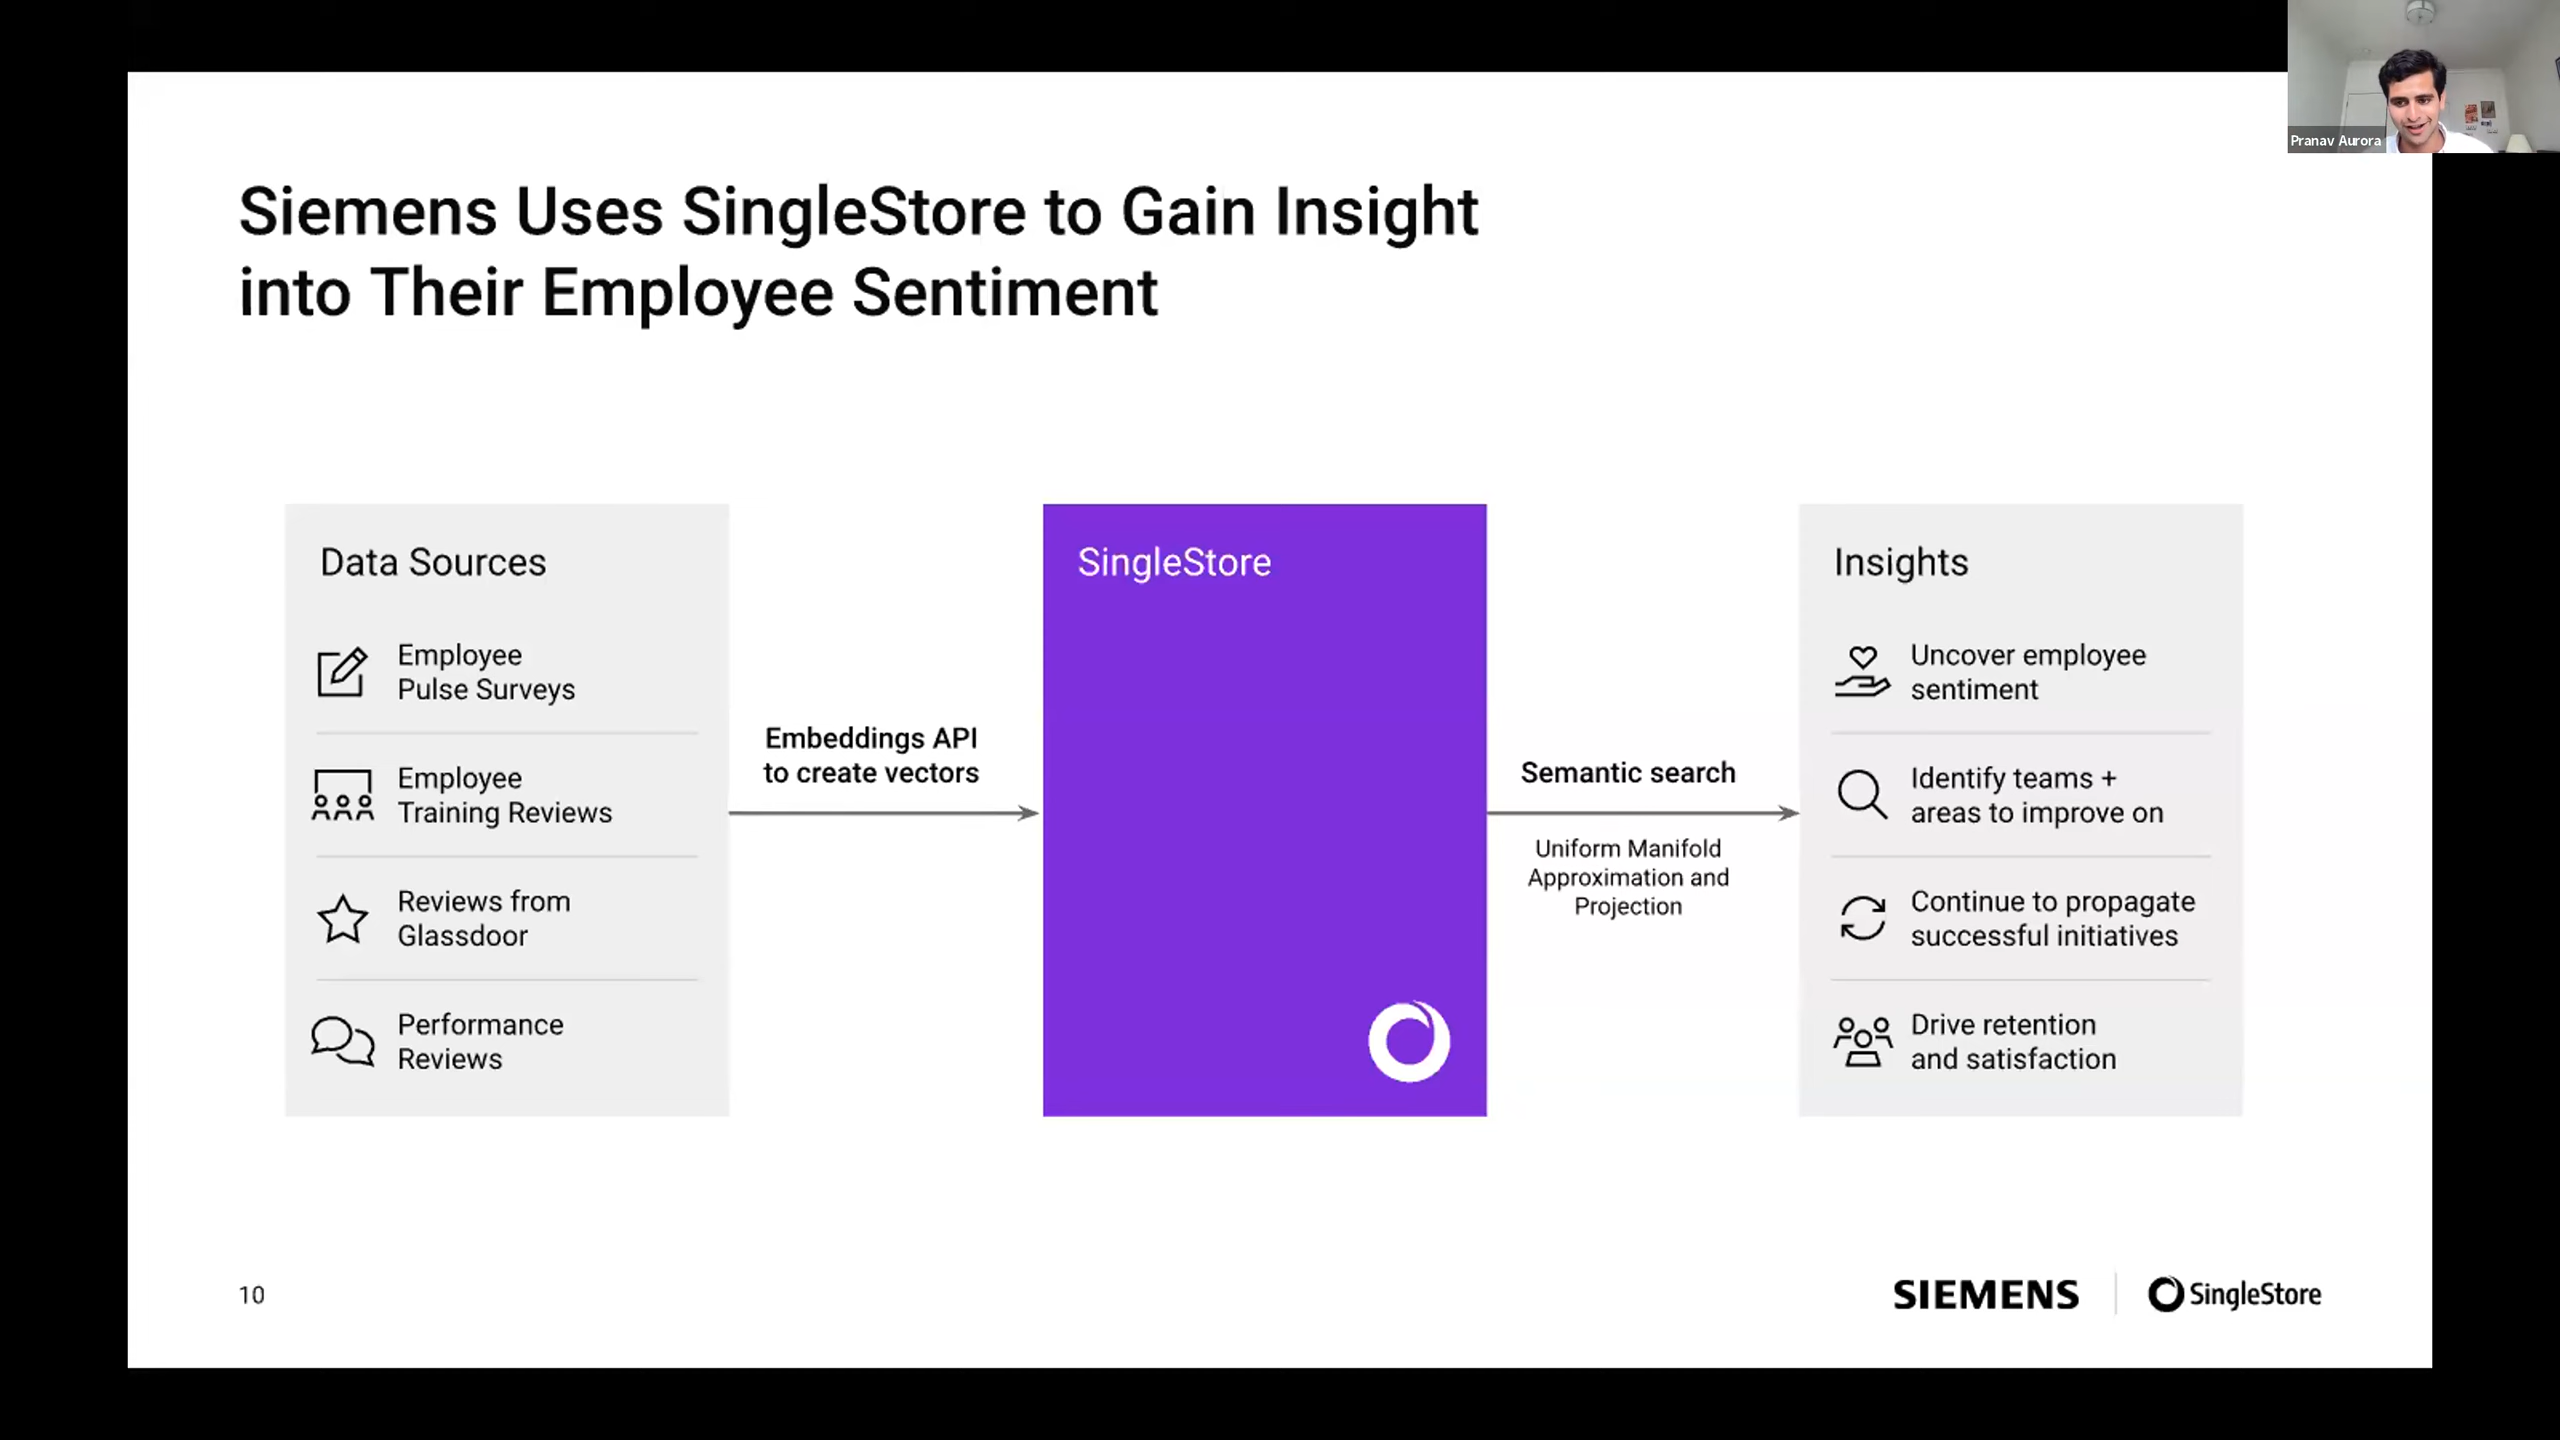 Pranav Aurora
Siemens Uses SingleStore to Gain Insight
into Their Employee Sentiment
Data Sources
Employee
Pulse Surveys
Employee
Training Reviews
Reviews from
Glassdoor
Performance
Reviews
Embeddings API
to create vectors
SingleStore
Semantic search
Uniform Manifold
Approximation and
Projection
Insights
Uncover employee
sentiment
Identify teams +
areas to improve on
Continue to propagate
successful initiatives
Drive retention
and satisfaction
10
SIEMENS
SingleStore